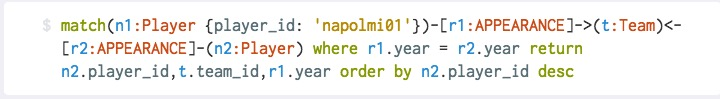 $ match(n1:Player {player_id: 'napolmi01'})-[r1:APPEARANCE]->(t:Team)<-
[r2:APPEARANCE]-(n2:Player) where r1.year = r2.year return
n2.player_id,t.team_id,r1.year order by n2.player_id desc